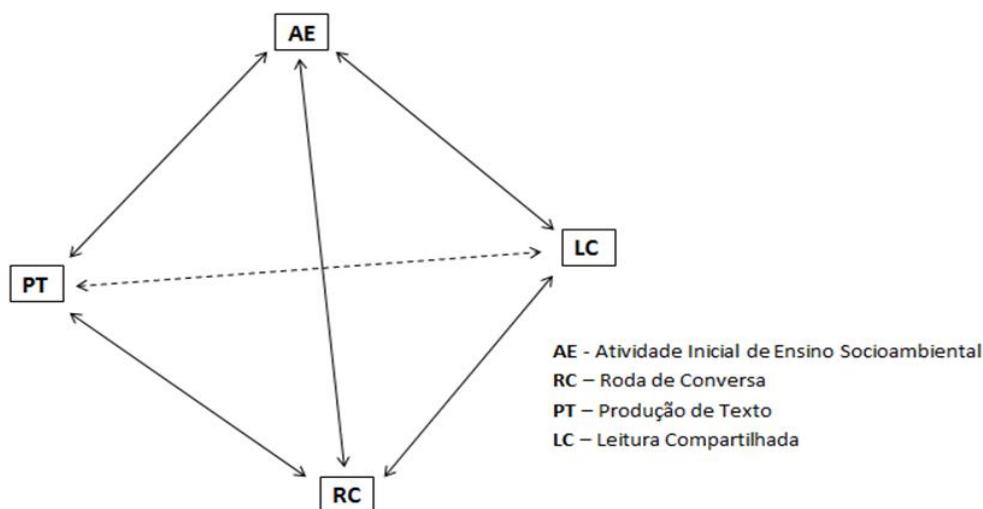 AE
LC
PT
AE - Atividade Inicial de Ensino Socioambiental
RC – Roda de Conversa
PT – Produção de Texto
LC – Leitura Compartilhada
RC